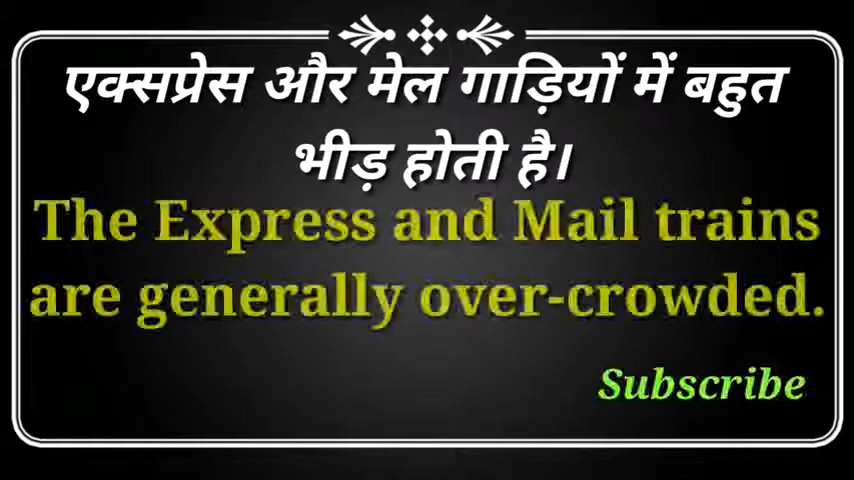 एक्सप्रेस और मेल गाड़ियों में बहुत
भीड़ होती है।
The Express and Mail trains
are generally over-crowded.
Subscribe